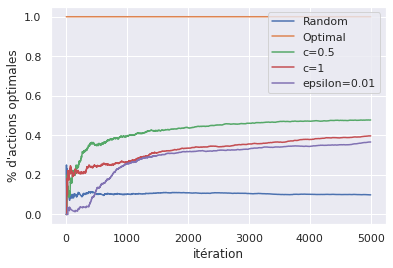 1.0
0.8
0.6
0.4
0.2
0.0
% d'actions optimales
Random
Optimal
c=0.5
c=1
epsilon=0.01
0 1000 2000 3000 4000 5000
itération